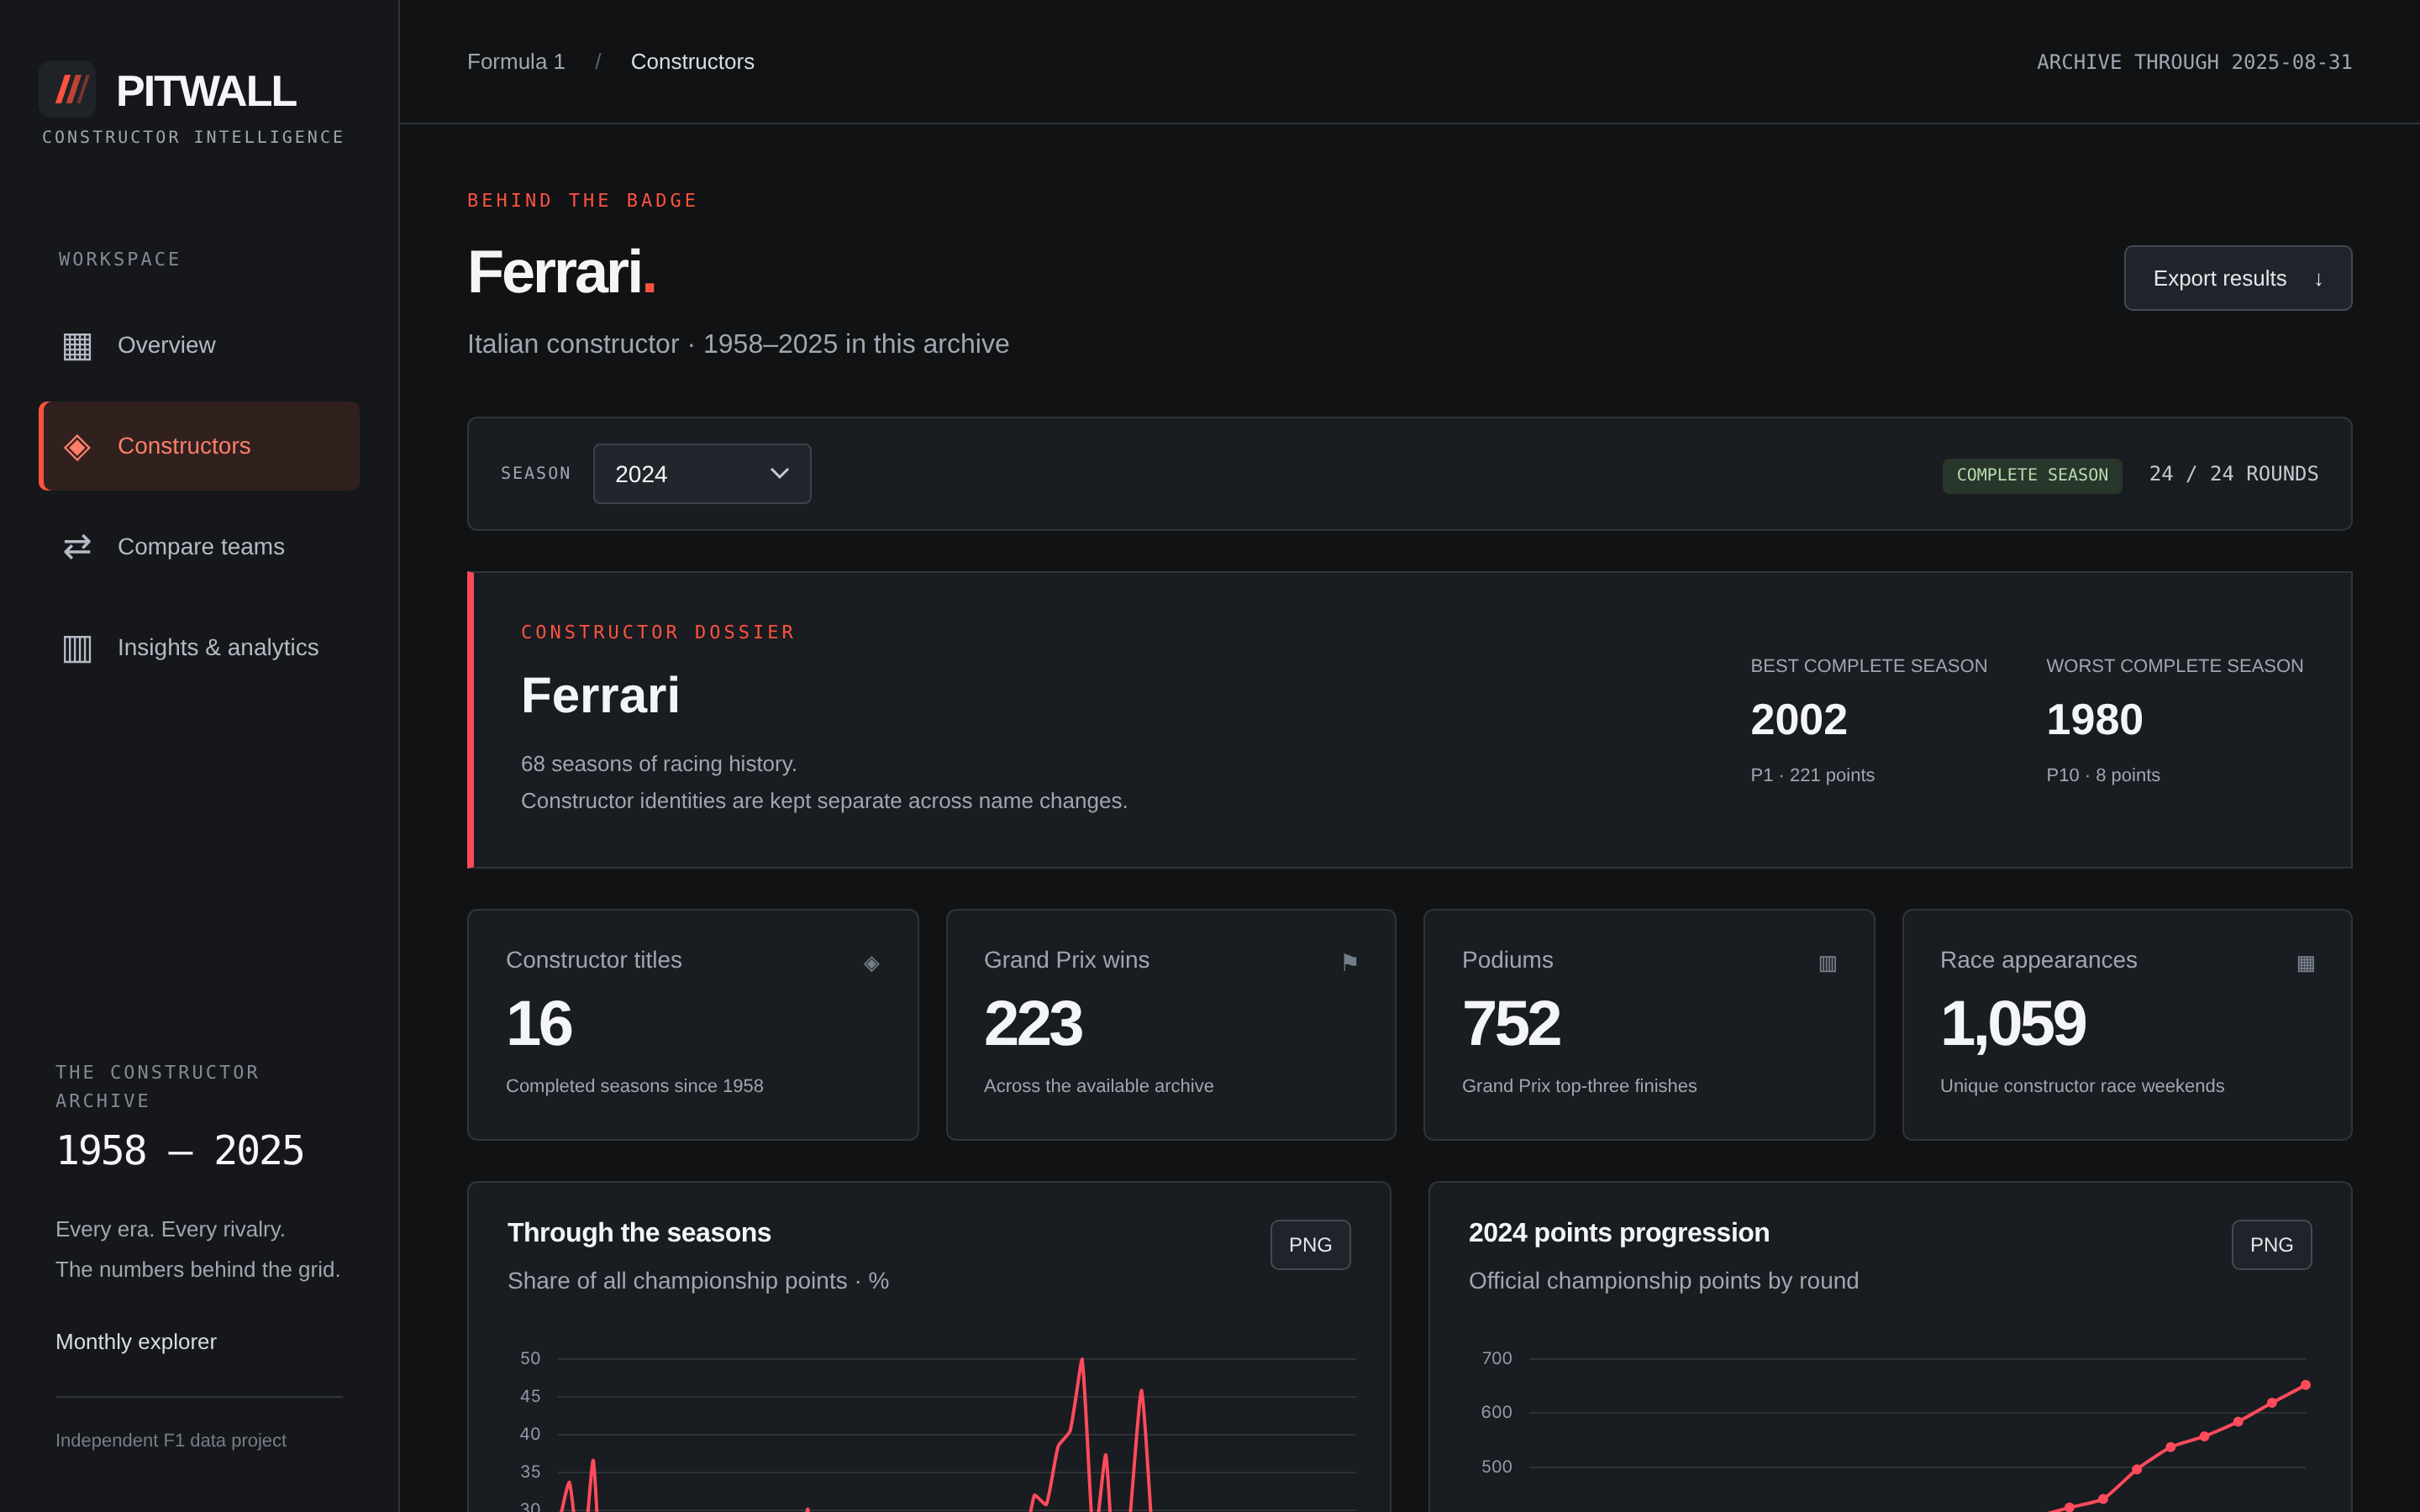 PITWALL
CONSTRUCTOR INTELLIGENCE
WORKSPACE
Overview
Constructors
Compare teams
Insights & analytics
THE CONSTRUCTOR
ARCHIVE
1958 — 2025
Every era. Every rivalry.
The numbers behind the grid.
Monthly explorer
Independent F1 data project
Formula 1 / Constructors
ARCHIVE THROUGH 2025-08-31
BEHIND THE BADGE
Ferrari.
Italian constructor · 1958–2025 in this archive
Export results ↓
SEASON 2024
COMPLETE SEASON 24 / 24 ROUNDS
CONSTRUCTOR DOSSIER
Ferrari
68 seasons of racing history.
Constructor identities are kept separate across name changes.
BEST COMPLETE SEASON
2002
P1 · 221 points
WORST COMPLETE SEASON
1980
P10 · 8 points
Constructor titles
16
Completed seasons since 1958
Grand Prix wins
223
Across the available archive
Podiums
752
Grand Prix top-three finishes
Race appearances
1,059
Unique constructor race weekends
Through the seasons
Share of all championship points · %
PNG
50
45
40
35
30
2024 points progression
Official championship points by round
PNG
700
600
500